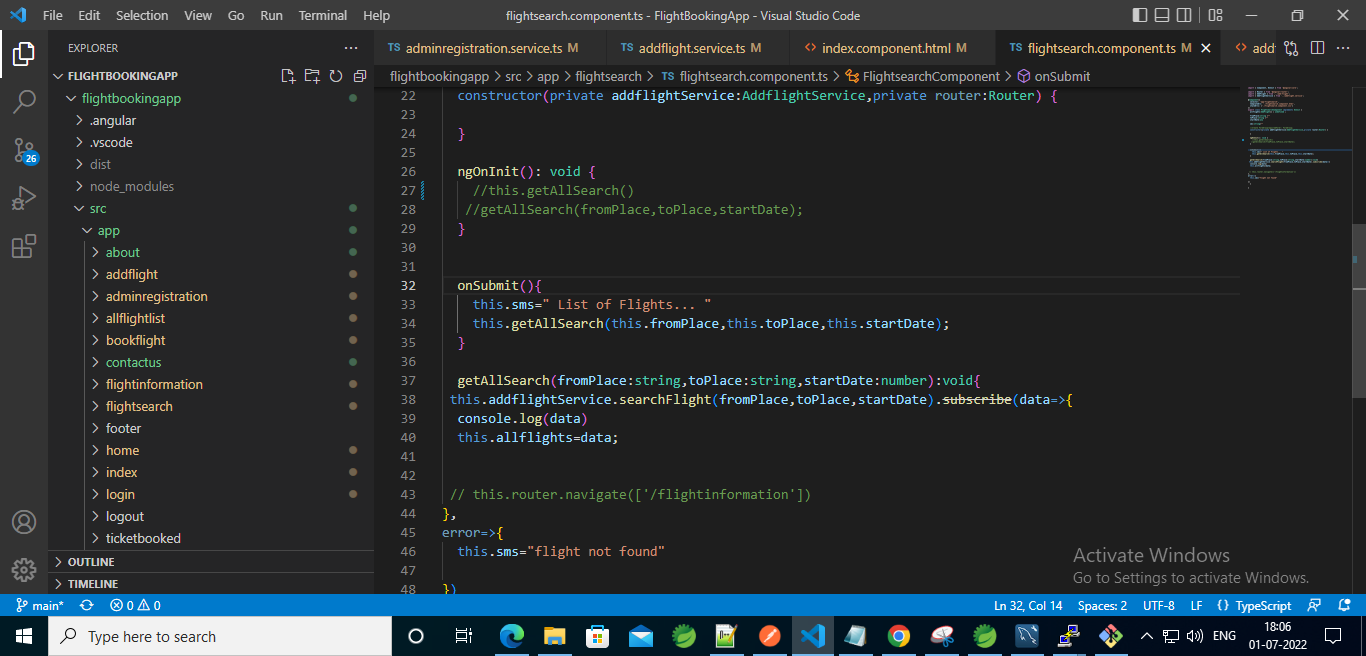 File Edit Selection View Go Run Terminal Help flightsearch.component.ts - FlightBookingApp - Visual Studio Code
EXPLORER
TS adminregistration.service.ts M TS addflight.service.ts M <> index.component.html M TS flightsearch.component.ts M <> add
FLIGHTBOOKINGAPP
flightbookingapp > src > app > flightsearch > TS flightsearch.component.ts > FlightsearchComponent > onSubmit
flightbookingapp
.angular
.vscode
dist
node_modules
src
app
about
addflight
adminregistration
allflightlist
bookflight
contactus
flightinformation
flightsearch
footer
home
index
login
logout
ticketbooked
OUTLINE
TIMELINE
26
22 constructor(private addflightService:AddflightService,private router:Router) {
23
24 }
25
26 ngOnInit(): void {
27 //this.getAllSearch()
28 //getAllSearch(fromPlace,toPlace,startDate);
29 }
30
31
32 onSubmit(){
33 this.sms=" List of Flights... "
34 this.getAllSearch(this.fromPlace,this.toPlace,this.startDate);
35 }
36
37 getAllSearch(fromPlace:string,toPlace:string,startDate:number):void{
38 this.addflightService.searchFlight(fromPlace,toPlace,startDate).subscribe(data=>{
39 console.log(data)
40 this.allflights=data;
41
42
43 // this.router.navigate(['/flightinformation'])
44 },
45 error=>{
46 this.sms="flight not found"
47
48 })
Activate Windows
Go to Settings to activate Windows.
main* 0 0 Ln 32, Col 14 Spaces: 2 UTF-8 LF {} TypeScript
Type here to search
ENG
18:06
01-07-2022